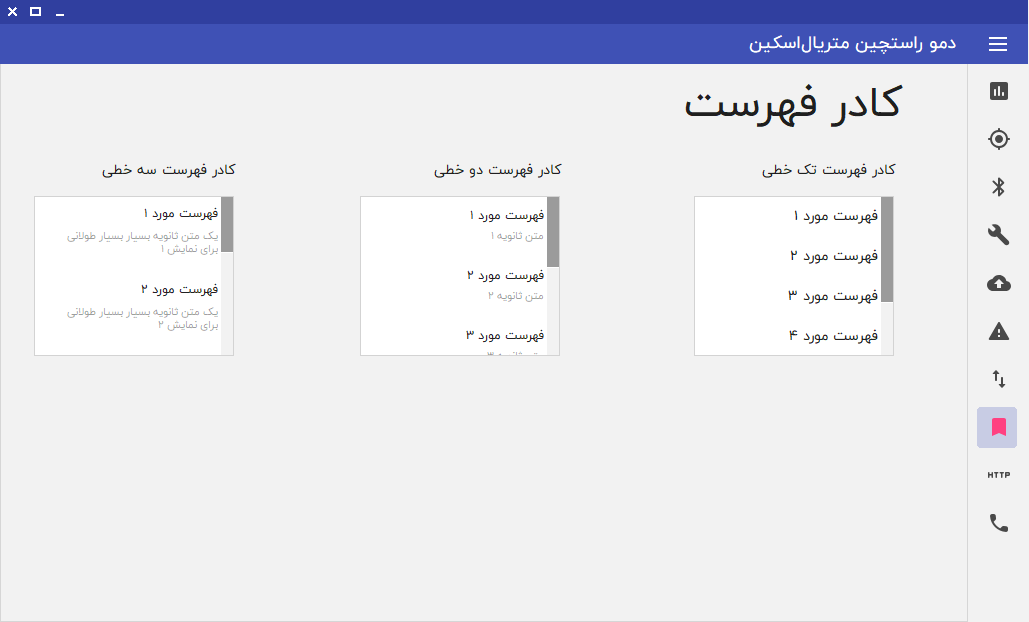 دمو راستچین متریال‌اسکین
کادر فهرست
کادر فهرست تک خطی
فهرست مورد ۱
فهرست مورد ۲
فهرست مورد ۳
فهرست مورد ۴
کادر فهرست دو خطی
فهرست مورد ۱
متن ثانویه ۱
فهرست مورد ۲
متن ثانویه ۲
فهرست مورد ۳
متن ثانویه ۳
کادر فهرست سه خطی
فهرست مورد ۱
یک متن ثانویه بسیار بسیار طولانی
برای نمایش ۱
فهرست مورد ۲
یک متن ثانویه بسیار بسیار طولانی
برای نمایش ۲
HTTP